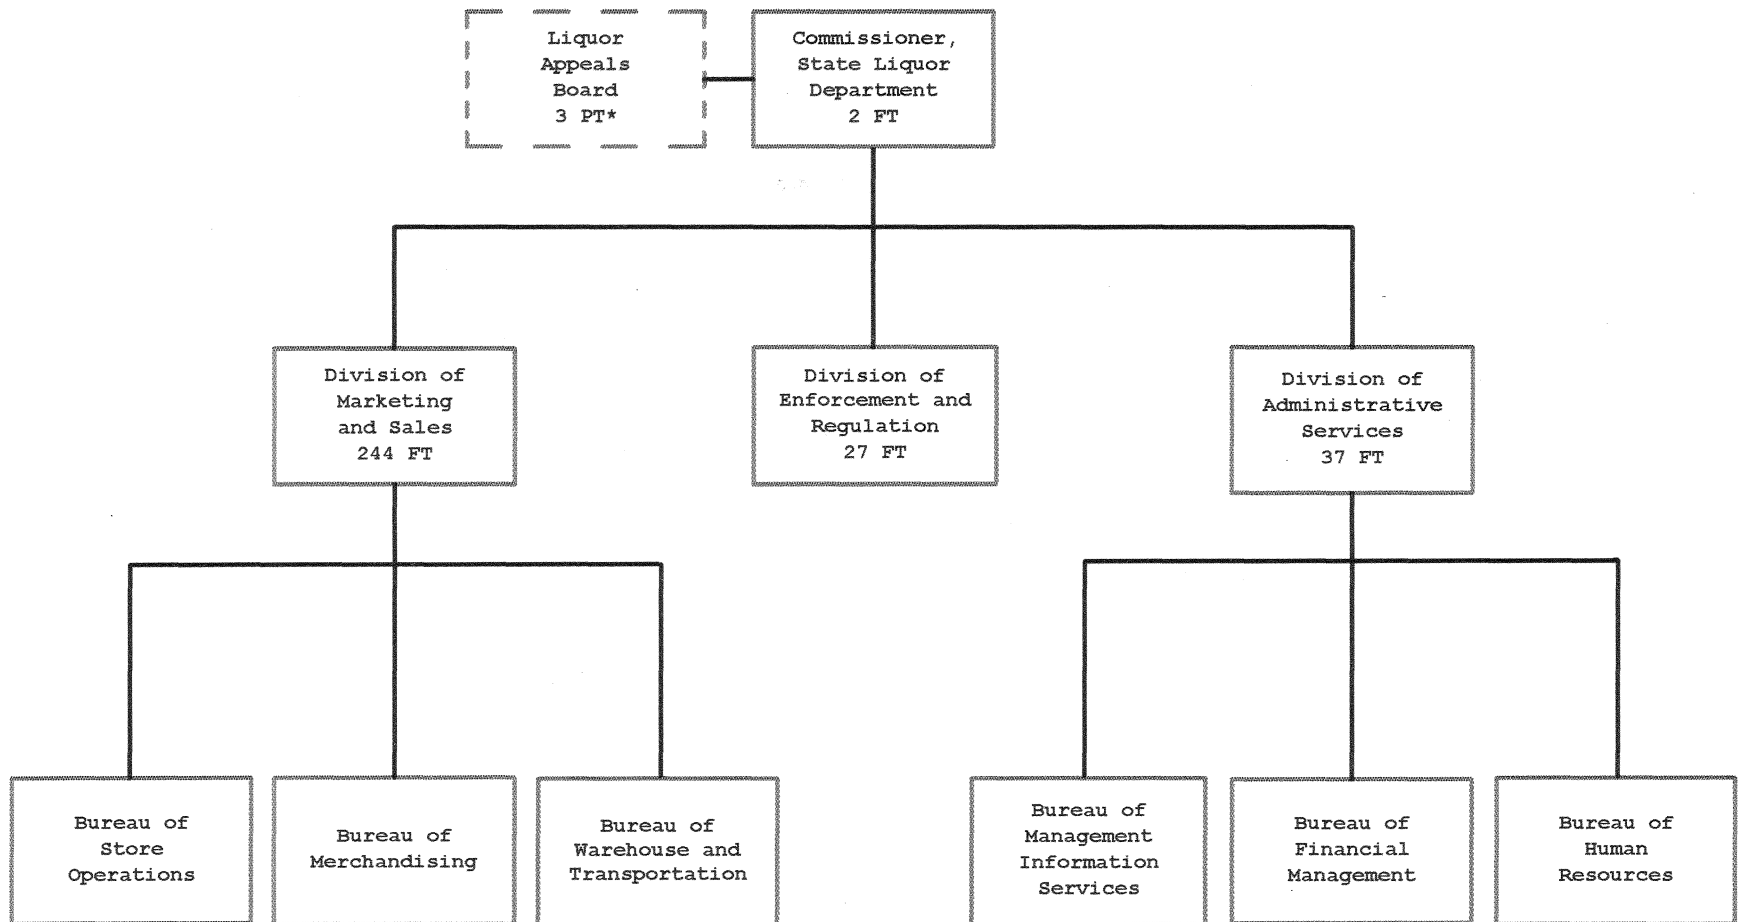 Liquor
Appeals
Board
3 PT*
Commissioner,
State Liquor
Department
2 FT
Division of
Marketing
and Sales
244 FT
Division of
Enforcement and
Regulation
27 FT
Division of
Administrative
Services
37 FT
Bureau of
Store
Operations
Bureau of
Merchandising
Bureau of
Warehouse and
Transportation
Bureau of
Management
Information
Services
Bureau of
Financial
Management
Bureau of
Human
Resources